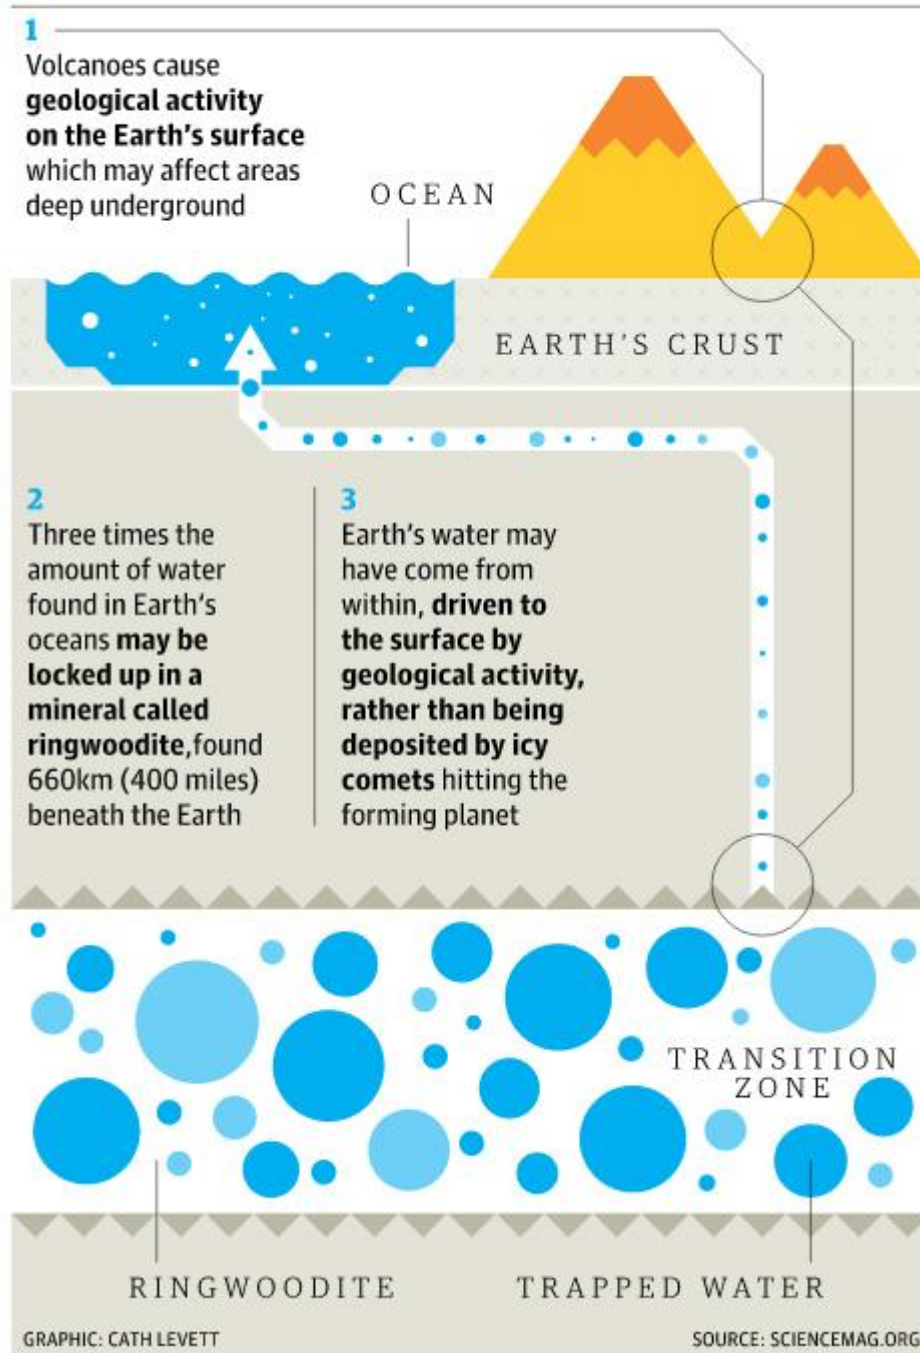 1
Volcanoes cause
geological activity
on the Earth's surface
which may affect areas
deep underground
OCEAN
EARTH'S CRUST
2
Three times the
amount of water
found in Earth's
oceans may be
locked up in a
mineral called
ringwoodite,found
660km (400 miles)
beneath the Earth
3
Earth's water may
have come from
within, driven to
the surface by
geological activity,
rather than being
deposited by icy
comets hitting the
forming planet
TRANSITION
ZONE
RINGWOODITE
TRAPPED WATER
GRAPHIC: CATH LEVETT
SOURCE: SCIENCEMAG.ORG